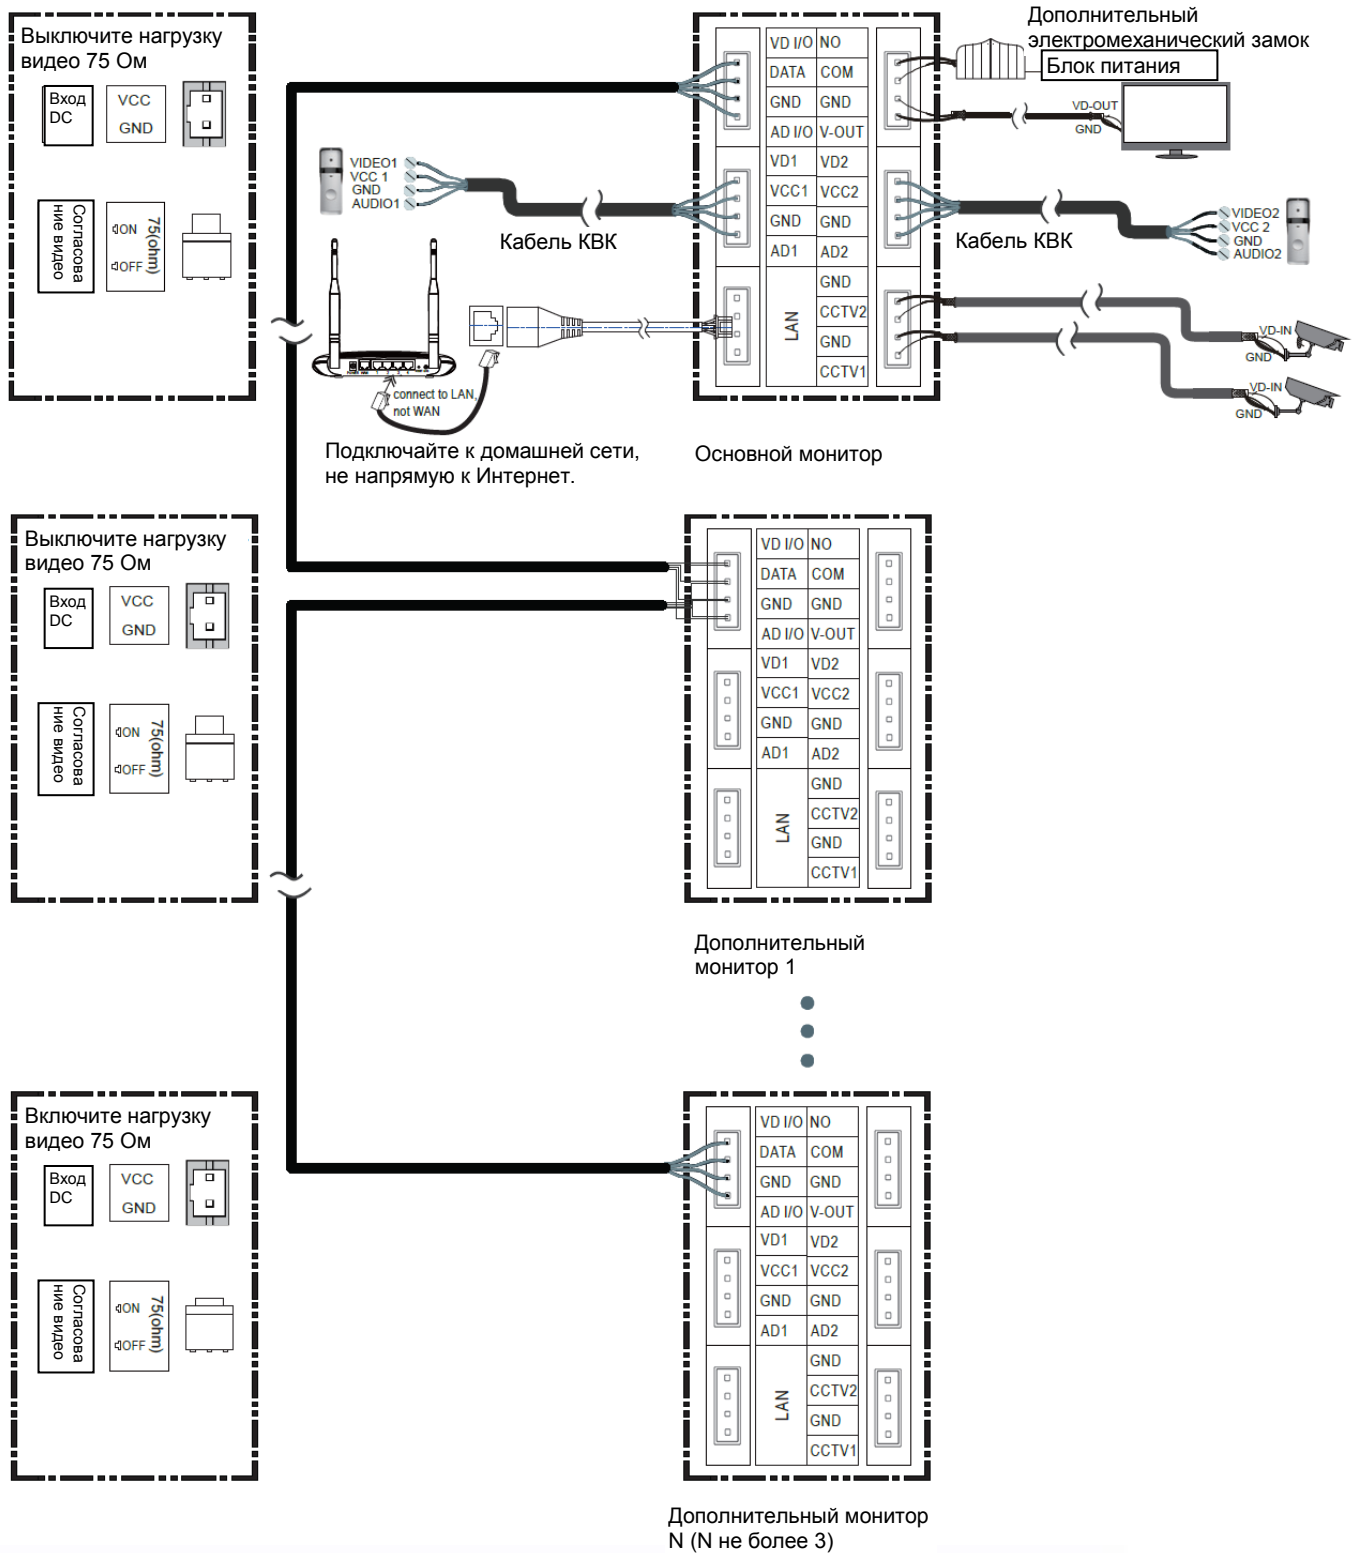 Выключите нагрузку
видео 75 Ом
Вход
DC
VCC
GND
Согласова
ние видео
ON
OFF
75(ohm)
VIDEO1
VCC 1
GND
AUDIO1
Кабель КВК
connect to LAN,
not WAN
Подключайте к домашней сети,
не напрямую к Интернет.
VD I/O NO
DATA COM
GND GND
AD I/O V-OUT
VD1 VD2
VCC1 VCC2
GND GND
AD1 AD2
LAN
GND
CCTV2
GND
CCTV1
Основной монитор
Дополнительный
электромеханический замок
Блок питания
VD-OUT
GND
Кабель КВК
VIDEO2
VCC 2
GND
AUDIO2
VD-IN
GND
VD-IN
GND
Выключите нагрузку
видео 75 Ом
Вход
DC
VCC
GND
Согласова
ние видео
ON
OFF
75(ohm)
VD I/O NO
DATA COM
GND GND
AD I/O V-OUT
VD1 VD2
VCC1 VCC2
GND GND
AD1 AD2
LAN
GND
CCTV2
GND
CCTV1
Дополнительный
монитор 1
Включите нагрузку
видео 75 Ом
Вход
DC
VCC
GND
Согласова
ние видео
ON
OFF
75(ohm)
VD I/O NO
DATA COM
GND GND
AD I/O V-OUT
VD1 VD2
VCC1 VCC2
GND GND
AD1 AD2
LAN
GND
CCTV2
GND
CCTV1
Дополнительный монитор
N (N не более 3)